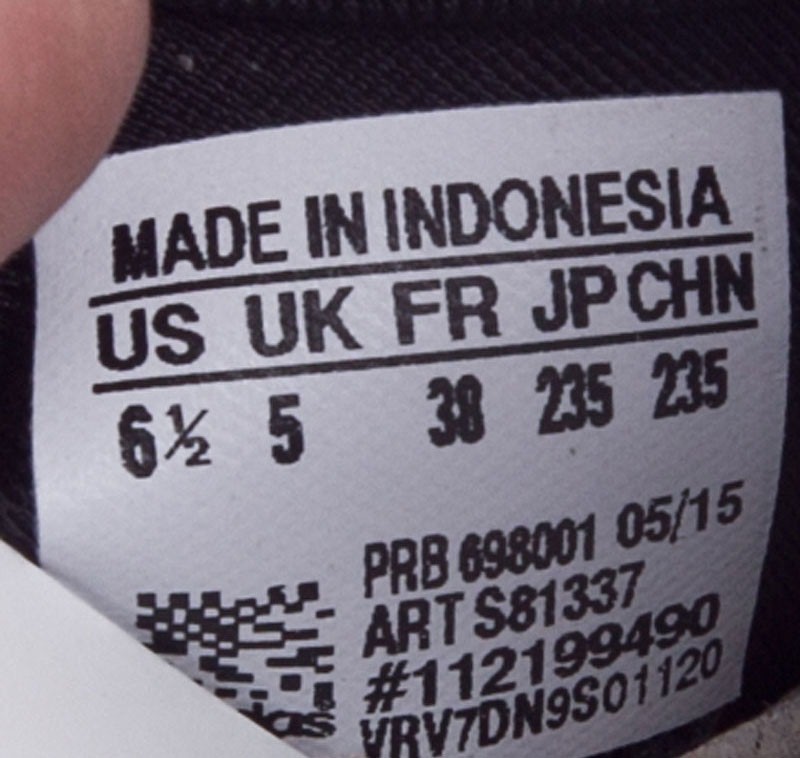 MADE IN INDONESIA
US UK FR JP CHN
6½ 5 38 235 235
PRB 698001 05/15
ART S81337
#112199490
VRV7DN9S01120